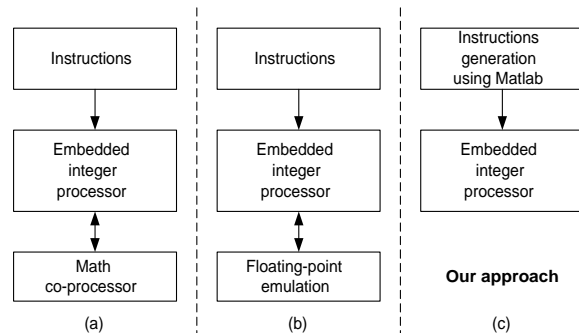 Instructions
Embedded
integer
processor
Math
co-processor
(a)
Instructions
Embedded
integer
processor
Floating-point
emulation
(b)
Instructions
generation
using Matlab
Embedded
integer
processor
Our approach
(c)